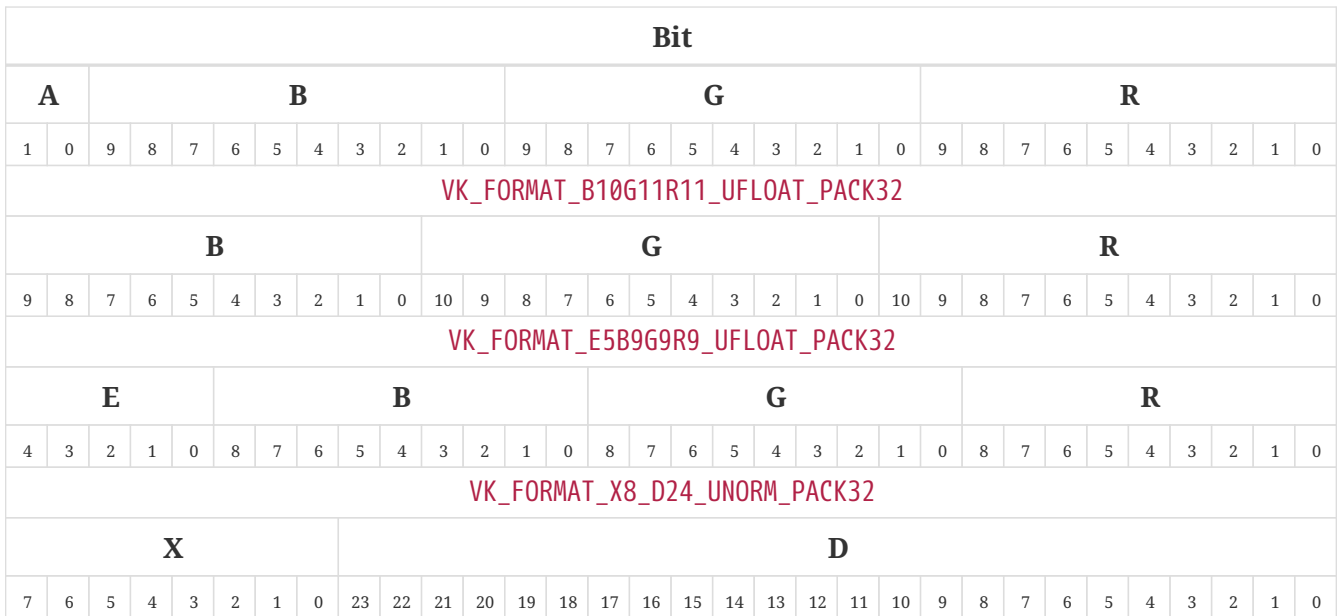 Bit
A B G R
1 0 9 8 7 6 5 4 3 2 1 0 9 8 7 6 5 4 3 2 1 0 9 8 7 6 5 4 3 2 1 0
VK_FORMAT_B10G11R11_UFLOAT_PACK32
B G R
9 8 7 6 5 4 3 2 1 0 10 9 8 7 6 5 4 3 2 1 0 10 9 8 7 6 5 4 3 2 1 0
VK_FORMAT_E5B9G9R9_UFLOAT_PACK32
E B G R
4 3 2 1 0 8 7 6 5 4 3 2 1 0 8 7 6 5 4 3 2 1 0 8 7 6 5 4 3 2 1 0
VK_FORMAT_X8_D24_UNORM_PACK32
X D
7 6 5 4 3 2 1 0 23 22 21 20 19 18 17 16 15 14 13 12 11 10 9 8 7 6 5 4 3 2 1 0